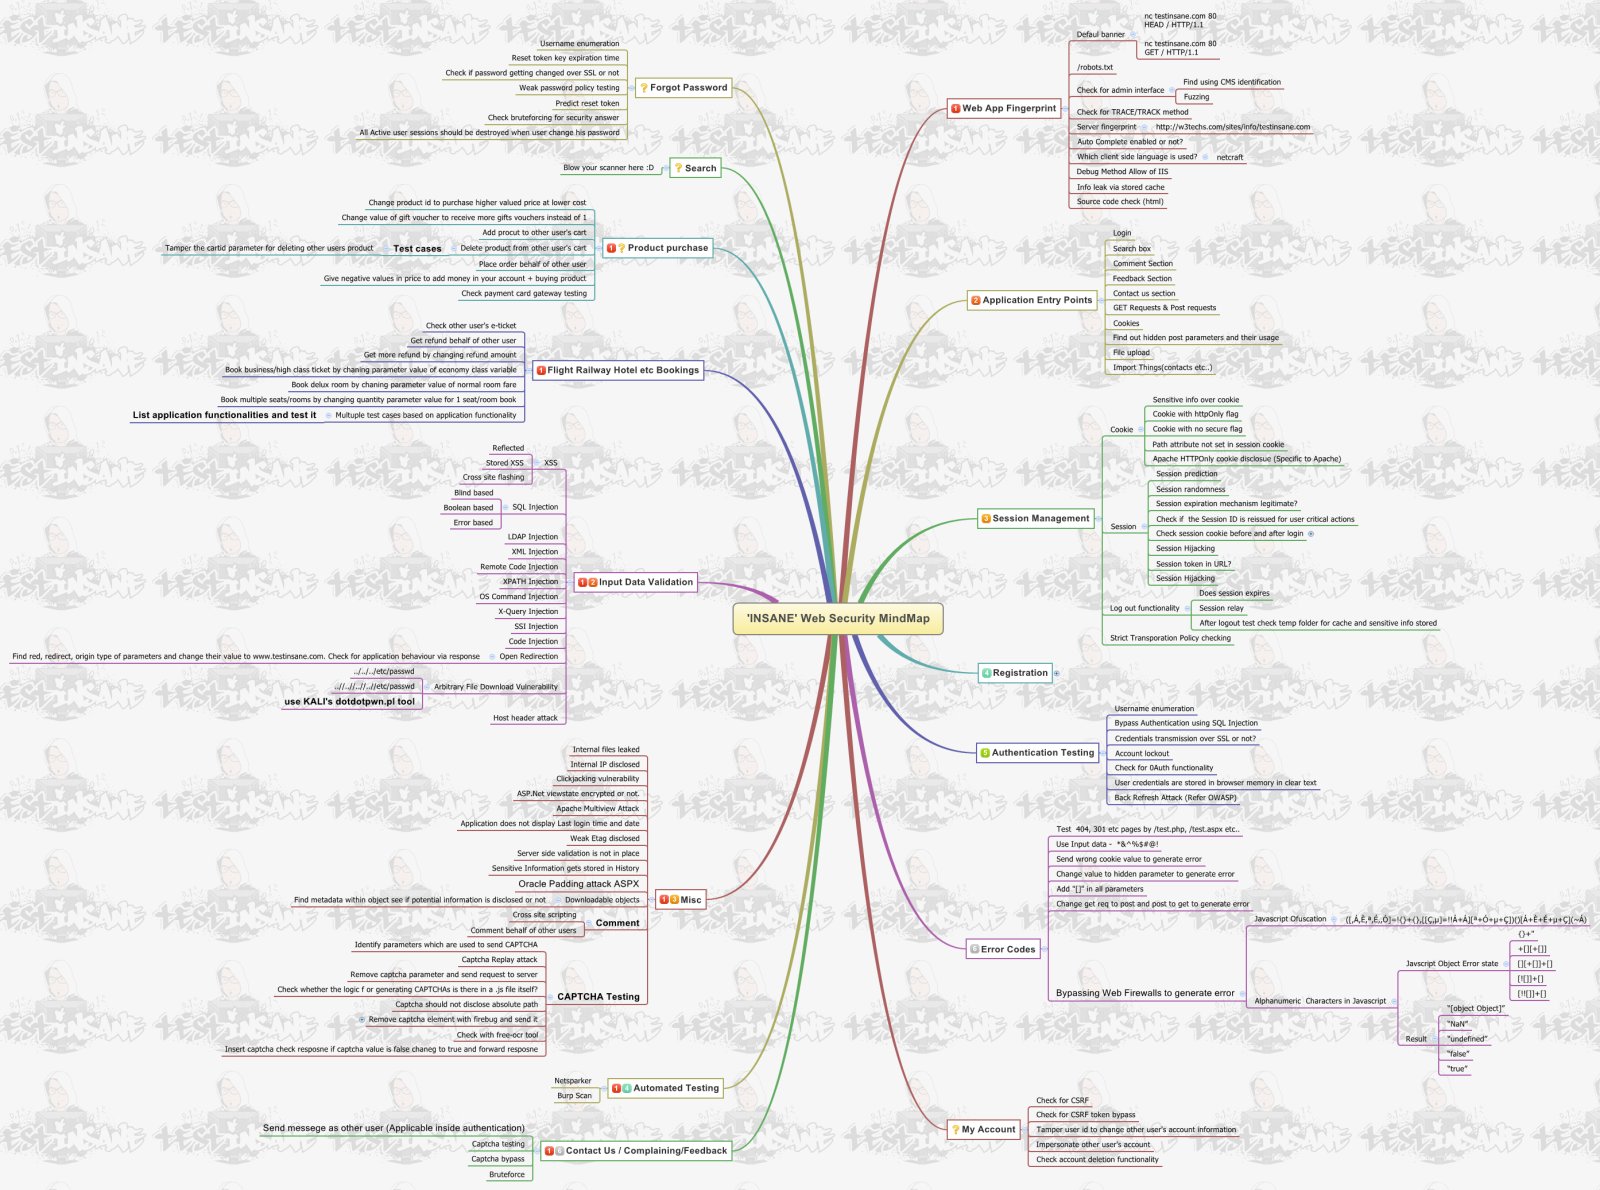 'INSANE' Web Security MindMap
Web App Fingerprint
Defaul banner
nc testinsane.com 80
HEAD / HTTP/1.1
nc testinsane.com 80
GET / HTTP/1.1
/robots.txt
Check for admin interface
Find using CMS identification
Fuzzing
Check for TRACE/TRACK method
Server fingerprint
http://w3techs.com/sites/info/testinsane.com
Auto Complete enabled or not?
Which client side language is used?
netcraft
Debug Method Allow of IIS
Info leak via stored cache
Source code check (html)
Application Entry Points
Login
Search box
Comment Section
Feedback Section
Contact us section
GET Requests & Post requests
Cookies
Find out hidden post parameters and their usage
File upload
Import Things(contacts etc..)
Session Management
Cookie
Sensitive info over cookie
Cookie with httpOnly flag
Cookie with no secure flag
Path attribute not set in session cookie
Apache HTTPOnly cookie disclosue (Specific to Apache)
Session
Session prediction
Session randomness
Session expiration mechanism legitimate?
Check if  the Session ID is reissued for user critical actions
Check session cookie before and after login
Session Hijacking
Session token in URL?
Session Hijacking
Log out functionality
Does session expires
Session relay
After logout test check temp folder for cache and sensitive info stored
Strict Transporation Policy checking
Registration
Authentication Testing
Username enumeration
Bypass Authentication using SQL Injection
Credentials transmission over SSL or not?
Account lockout
Check for 0Auth functionality
User credentials are stored in browser memory in clear text
Back Refresh Attack (Refer OWASP)
Error Codes
Test  404, 301 etc pages by /test.php, /test.aspx etc..
Use Input data -  *&^%$#@!
Send wrong cookie value to generate error
Change value to hidden parameter to generate error
Add "[]" in all parameters
Change get req to post and post to get to generate error
Bypassing Web Firewalls to generate error
Javascript Ofuscation
Alphanumeric  Characters in Javascript
Javscript Object Error state
{}+"
+[][+[]]
[][+[]]+[]
[![]]+[]
[!![]]+[]
Result
"[object Object]"
"NaN"
"undefined"
"false"
"true"
My Account
Check for CSRF
Check for CSRF token bypass
Tamper user id to change other user's account information
Impersonate other user's account
Check account deletion functionality
Forgot Password
Username enumeration
Reset token key expiration time
Check if password getting changed over SSL or not
Weak password policy testing
Predict reset token
Check bruteforcing for security answer
All Active user sessions should be destroyed when user change his password
Search
Blow your scanner here :D
Product purchase
Change product id to purchase higher valued price at lower cost
Change value of gift voucher to receive more gifts vouchers instead of 1
Add procut to other user's cart
Delete product from other user's cart
Test cases
Tamper the cartid parameter for deleting other users product
Place order behalf of other user
Give negative values in price to add money in your account + buying product
Check payment card gateway testing
Flight Railway Hotel etc Bookings
Check other user's e-ticket
Get refund behalf of other user
Get more refund by changing refund amount
Book business/high class ticket by chaning parameter value of economy class variable
Book delux room by chaning parameter value of normal room fare
Book multiple seats/rooms by changing quantity parameter value for 1 seat/room book
Multuple test cases based on application functionality
List application functionalities and test it
Input Data Validation
XSS
Reflected
Stored XSS
Cross site flashing
SQL Injection
Blind based
Boolean based
Error based
LDAP Injection
XML Injection
Remote Code Injection
XPATH Injection
OS Command Injection
X-Query Injection
SSI Injection
Code Injection
Open Redirection
Find red, redirect, origin type of parameters and change their value to www.testinsane.com. Check for application behaviour via response
Arbitrary File Download Vulnerability
../../../etc/passwd
..//..//..//..//etc/passwd
use KALI's dotdotpwn.pl tool
Host header attack
Misc
Internal files leaked
Internal IP disclosed
Clickjacking vulnerability
ASP.Net viewstate encrypted or not.
Apache Multiview Attack
Application does not display Last login time and date
Weak Etag disclosed
Server side validation is not in place
Sensitive Information gets stored in History
Oracle Padding attack ASPX
Downloadable objects
Find metadata within object see if potential information is disclosed or not
Comment
Cross site scripting
Comment behalf of other users
CAPTCHA Testing
Identify parameters which are used to send CAPTCHA
Captcha Replay attack
Remove captcha parameter and send request to server
Check whether the logic f or generating CAPTCHAs is there in a .js file itself?
Captcha should not disclose absolute path
Remove captcha element with firebug and send it
Check with free-ocr tool
Insert captcha check resposne if captcha value is false chaneg to true and forward resposne
Automated Testing
Netsparker
Burp Scan
Contact Us / Complaining/Feedback
Send messege as other user (Applicable inside authentication)
Captcha testing
Captcha bypass
Bruteforce